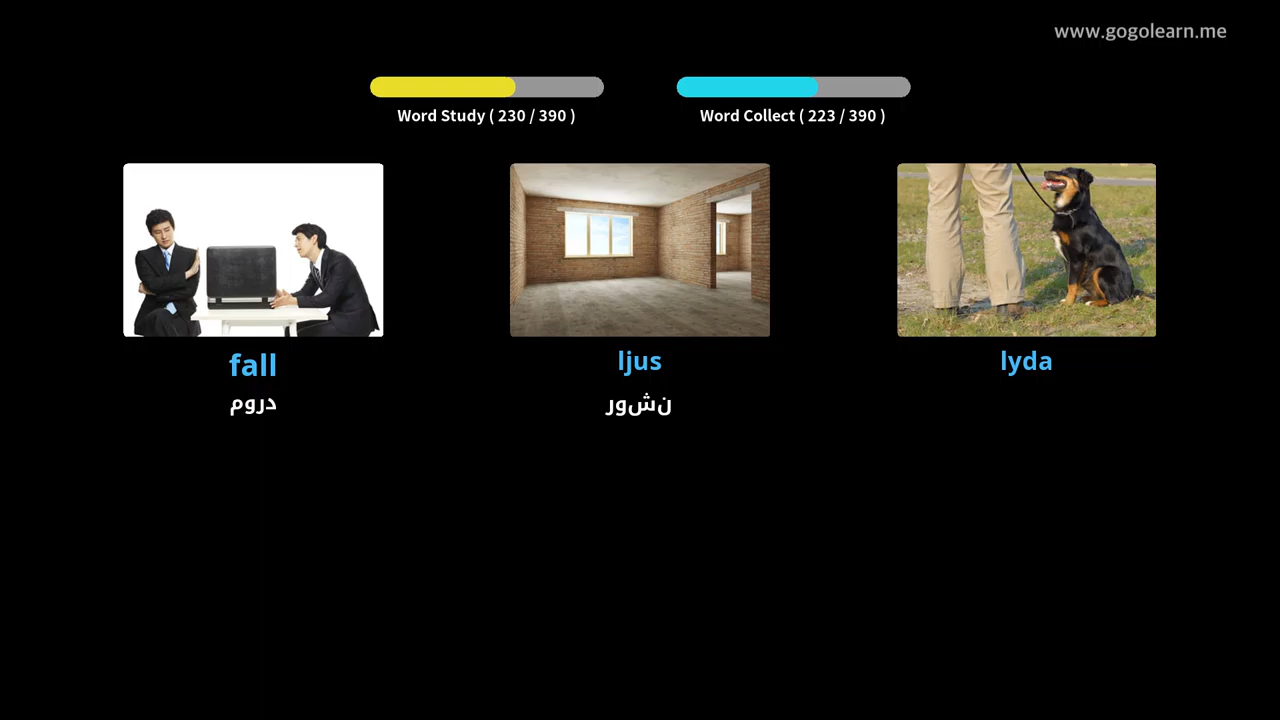 www.gogolearn.me
Word Study ( 230 / 390 )
Word Collect ( 223 / 390 )
fall
ljus
lyda
دروم
نشور